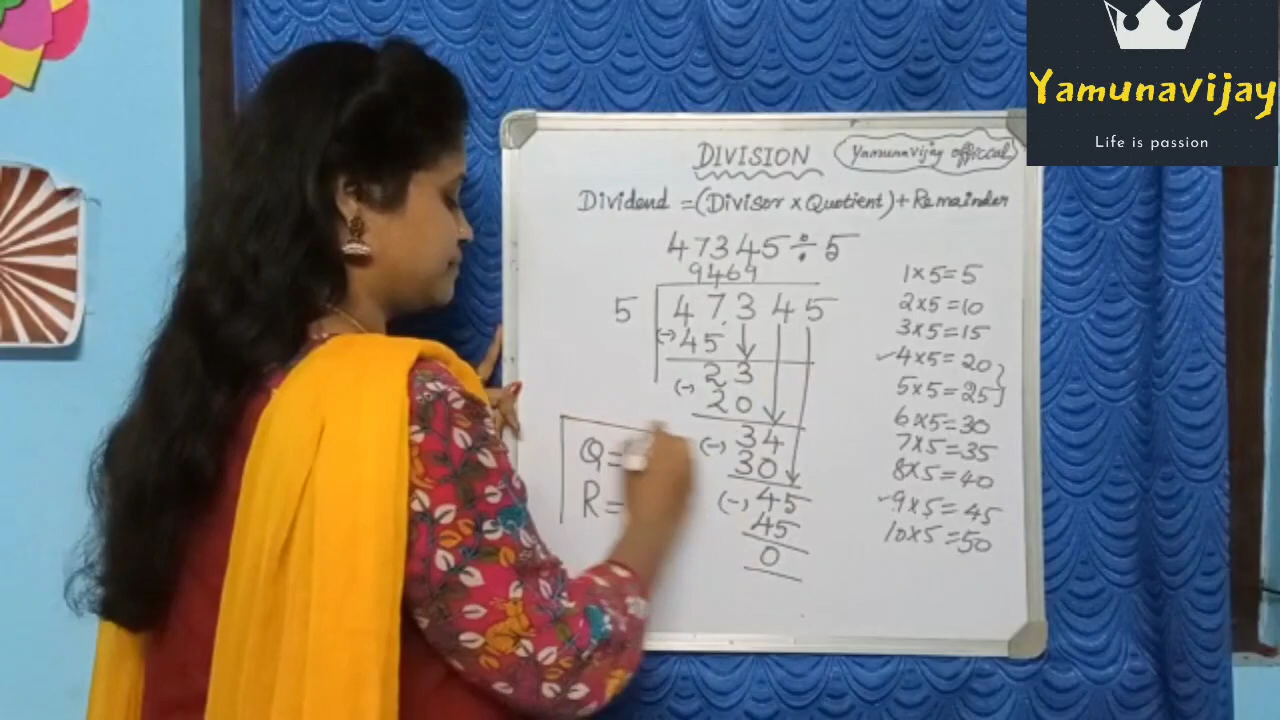 Yamunavijay
Life is passion
DIVISION
Yamunavijay officcal
Dividend =(Divisor x Quotient)+Remainder
47345÷5
9469
5 47345
(-) 45
23
(-) 20
34
(-) 30
45
(-) 45
0
Q=
R=
1x5=5
2x5=10
3x5=15
✓4x5=20
5x5=25
6x5=30
7x5=35
8x5=40
✓9x5=45
10x5=50